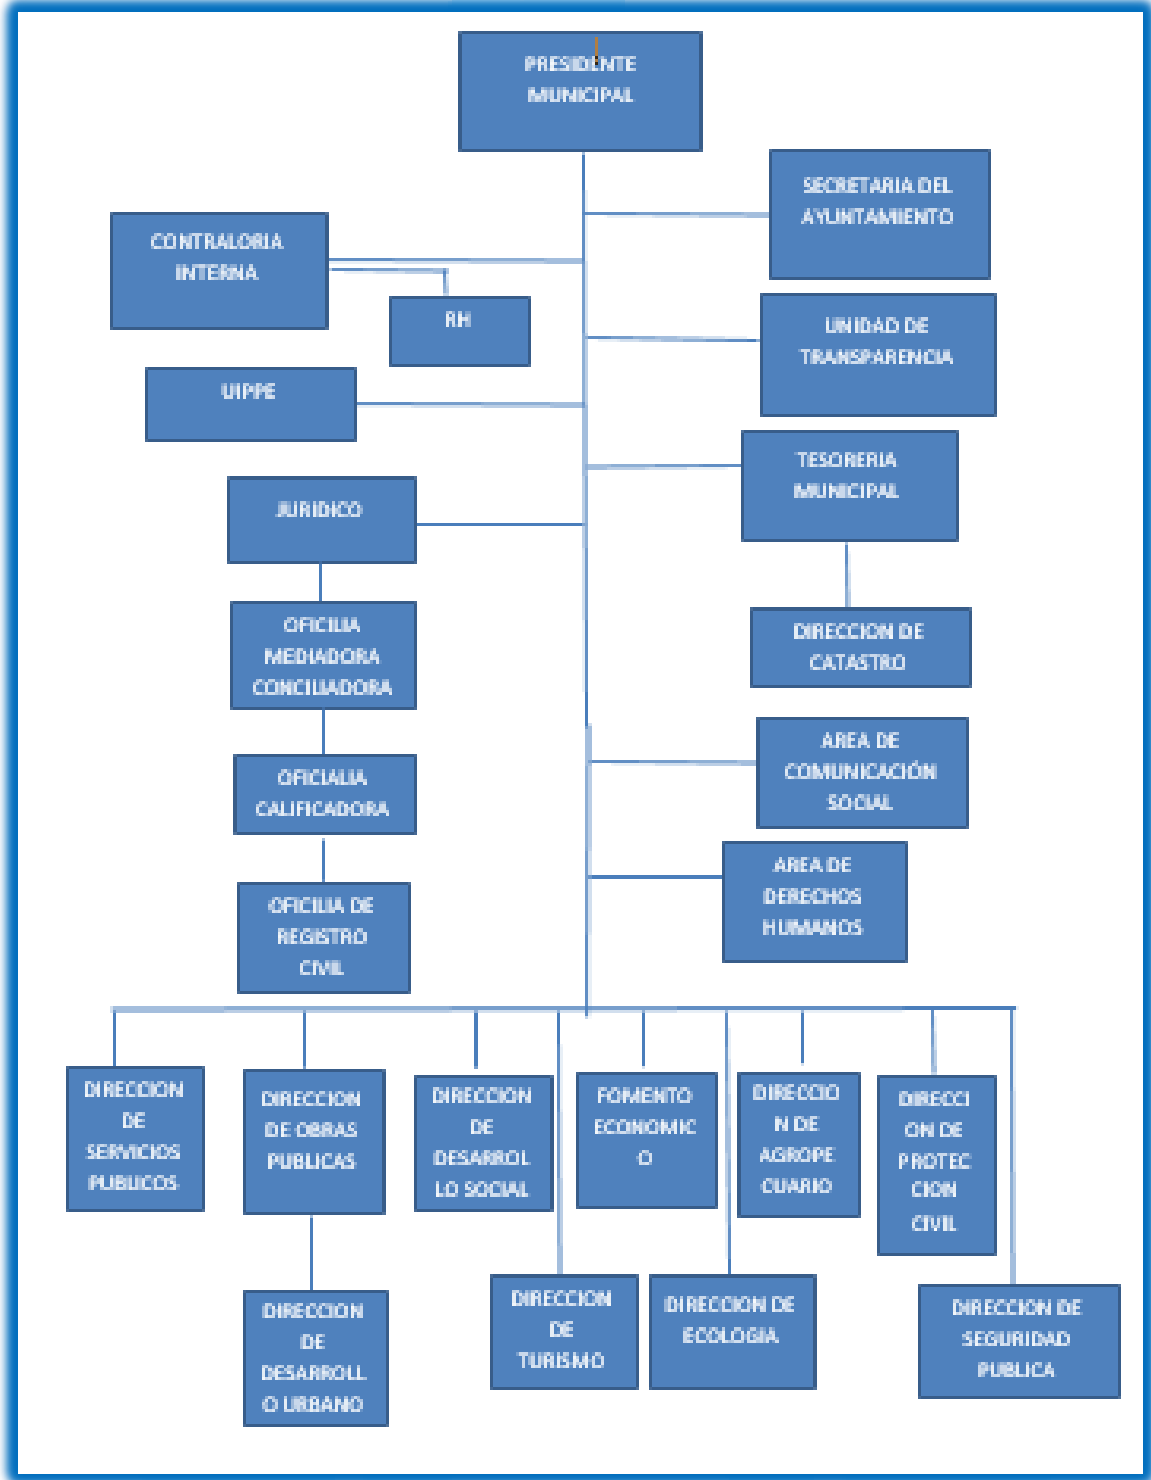 PRESIDENTE
MUNICIPAL
SECRETARIA DEL
AYUNTAMIENTO
CONTRALORIA
INTERNA
RH
UNIDAD DE
TRANSPARENCIA
UIPPE
TESORERIA
MUNICIPAL
JURIDICO
OFICILIA
MEDIADORA
CONCILIADORA
DIRECCION DE
CATASTRO
AREA DE
COMUNICACIÓN
SOCIAL
OFICIALIA
CALIFICADORA
AREA DE
DERECHOS
HUMANOS
OFICILIA DE
REGISTRO
CIVIL
DIRECCION
DE
SERVICIOS
PUBLICOS
DIRECCION
DE OBRAS
PUBLICAS
DIRECCION
DE
DESARROL
LO SOCIAL
FOMENTO
ECONOMIC
O
DIRECCIO
N DE
AGROPE
CUARIO
DIRECCI
ON DE
PROTEC
CION
CIVIL
DIRECCION
DE
DESARROLL
O URBANO
DIRECCION
DE
TURISMO
DIRECCION DE
ECOLOGIA
DIRECCION DE
SEGURIDAD
PUBLICA